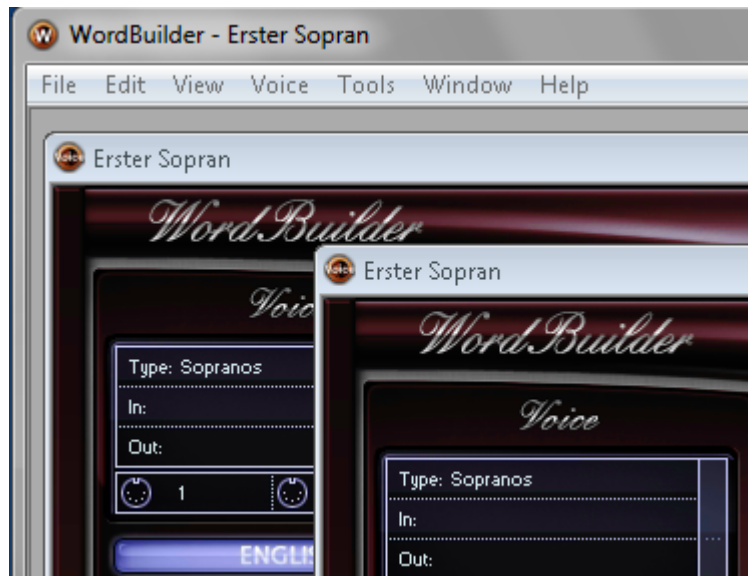 WordBuilder - Erster Sopran
File Edit View Voice Tools Window Help
Erster Sopran
WordBuilder
Type: Sopranos
In:
Out:
1
Erster Sopran
WordBuilder
Voice
Type: Sopranos
In:
Out: